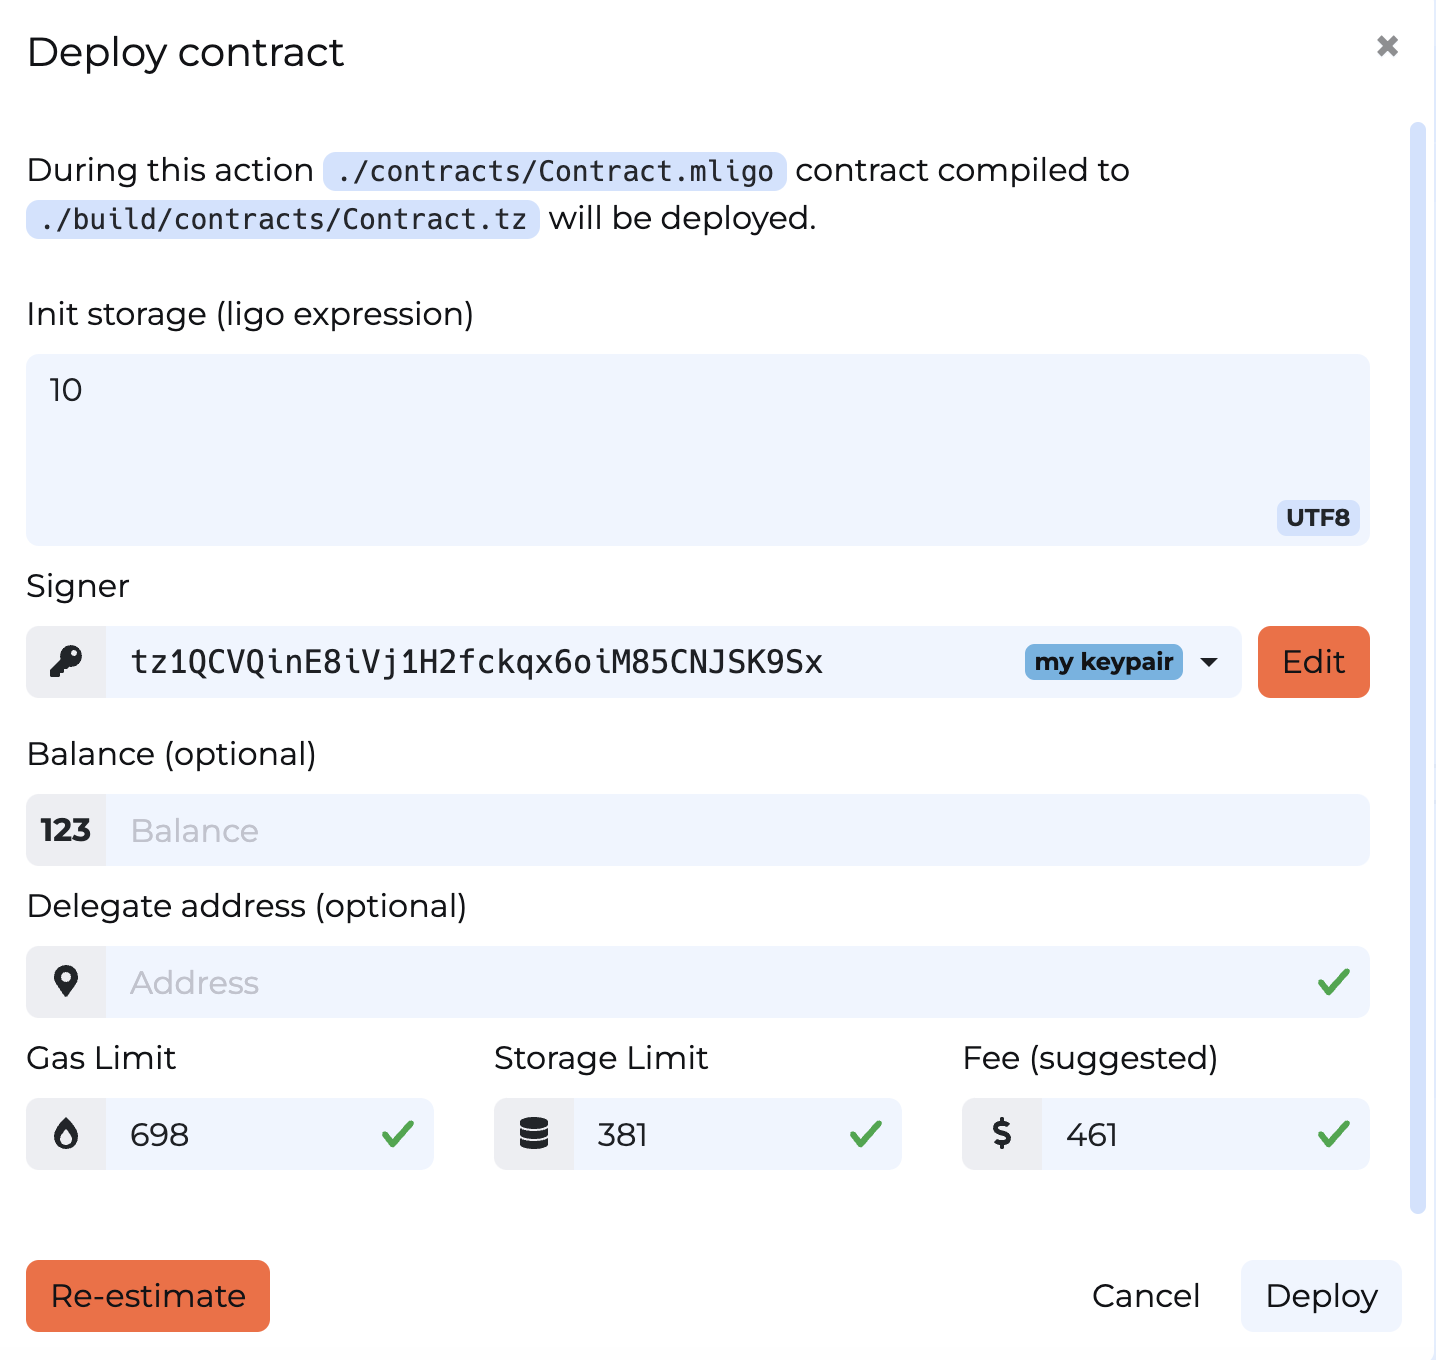 Deploy contract
During this action ./contracts/Contract.mligo contract compiled to
./build/contracts/Contract.tz will be deployed.
Init storage (ligo expression)
10
UTF8
Signer
tz1QCVQinE8iVj1H2fckqx6oiM85CNJSK9Sx my keypair Edit
Balance (optional)
123 Balance
Delegate address (optional)
Address
Gas Limit Storage Limit Fee (suggested)
698 381 $ 461
Re-estimate Cancel Deploy